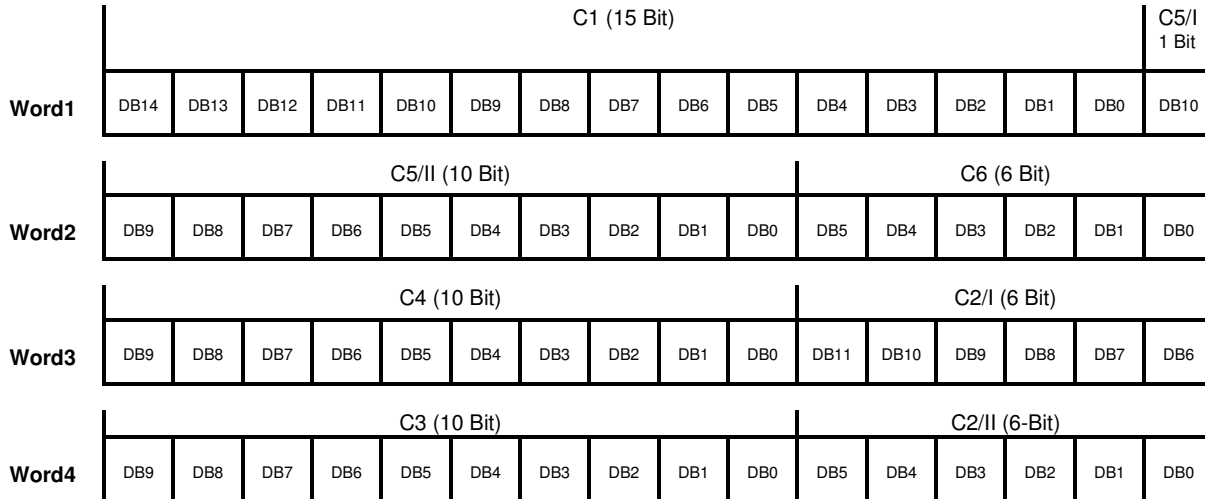 C1 (15 Bit) C5/I
1 Bit
Word1 DB14 DB13 DB12 DB11 DB10 DB9 DB8 DB7 DB6 DB5 DB4 DB3 DB2 DB1 DB0 DB10
C5/II (10 Bit) C6 (6 Bit)
Word2 DB9 DB8 DB7 DB6 DB5 DB4 DB3 DB2 DB1 DB0 DB5 DB4 DB3 DB2 DB1 DB0
C4 (10 Bit) C2/I (6 Bit)
Word3 DB9 DB8 DB7 DB6 DB5 DB4 DB3 DB2 DB1 DB0 DB11 DB10 DB9 DB8 DB7 DB6
C3 (10 Bit) C2/II (6-Bit)
Word4 DB9 DB8 DB7 DB6 DB5 DB4 DB3 DB2 DB1 DB0 DB5 DB4 DB3 DB2 DB1 DB0